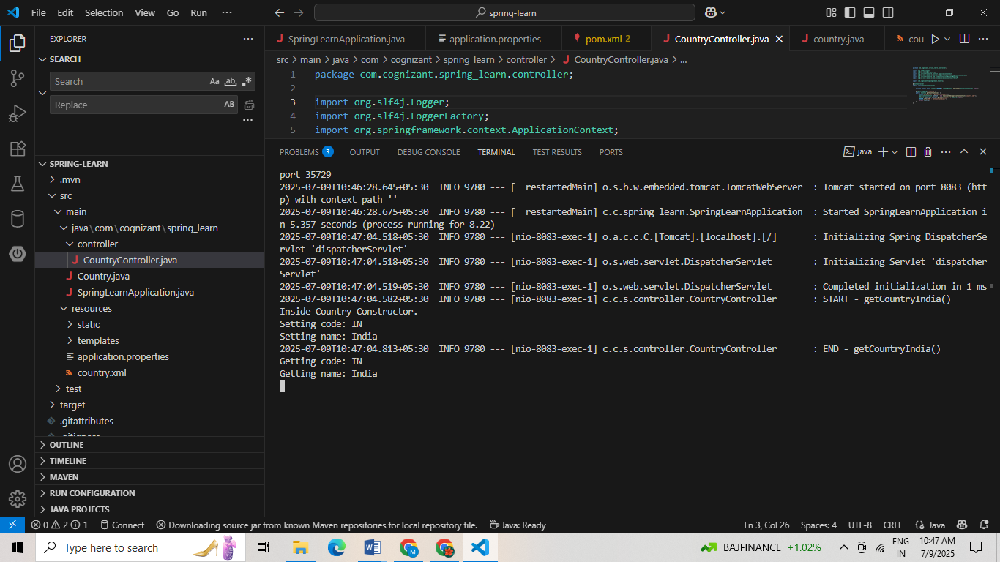 File Edit Selection View Go Run ···
spring-learn
EXPLORER
SEARCH
Search
Aa ab .*
Replace
AB
SPRING-LEARN
.mvn
src
main
java\com\cognizant\spring_learn
controller
CountryController.java
Country.java
SpringLearnApplication.java
resources
static
templates
application.properties
country.xml
test
target
.gitattributes
OUTLINE
TIMELINE
MAVEN
RUN CONFIGURATION
JAVA PROJECTS
SpringLearnApplication.java application.properties pom.xml 2 CountryController.java country.java cou
src > main > java > com > cognizant > spring_learn > controller > CountryController.java > ...
1 package com.cognizant.spring_learn.controller;
2
3 import org.slf4j.Logger;
4 import org.slf4j.LoggerFactory;
5 import org.springframework.context.ApplicationContext;
PROBLEMS 3 OUTPUT DEBUG CONSOLE TERMINAL TEST RESULTS PORTS
java
port 35729
2025-07-09T10:46:28.645+05:30  INFO 9780 --- [  restartedMain] o.s.b.w.embedded.tomcat.TomcatWebServer  : Tomcat started on port 8083 (htt
p) with context path ''
2025-07-09T10:46:28.675+05:30  INFO 9780 --- [  restartedMain] c.c.spring_learn.SpringLearnApplication  : Started SpringLearnApplication i
n 5.357 seconds (process running for 8.22)
2025-07-09T10:47:04.518+05:30  INFO 9780 --- [nio-8083-exec-1] o.a.c.c.C.[Tomcat].[localhost].[/]       : Initializing Spring DispatcherSe
rvlet 'dispatcherServlet'
2025-07-09T10:47:04.518+05:30  INFO 9780 --- [nio-8083-exec-1] o.s.web.servlet.DispatcherServlet        : Initializing Servlet 'dispatcher
Servlet'
2025-07-09T10:47:04.519+05:30  INFO 9780 --- [nio-8083-exec-1] o.s.web.servlet.DispatcherServlet        : Completed initialization in 1 ms
2025-07-09T10:47:04.582+05:30  INFO 9780 --- [nio-8083-exec-1] c.c.s.controller.CountryController       : START - getCountryIndia()
Inside Country Constructor.
Setting code: IN
Setting name: India
2025-07-09T10:47:04.813+05:30  INFO 9780 --- [nio-8083-exec-1] c.c.s.controller.CountryController       : END - getCountryIndia()
Getting code: IN
Getting name: India
0 2 1 Connect Downloading source jar from known Maven repositories for local repository file. Java: Ready
Ln 3, Col 26 Spaces: 4 UTF-8 CRLF Java
Type here to search
BAJFINANCE +1.02%
ENG
IN
10:47 AM
7/9/2025